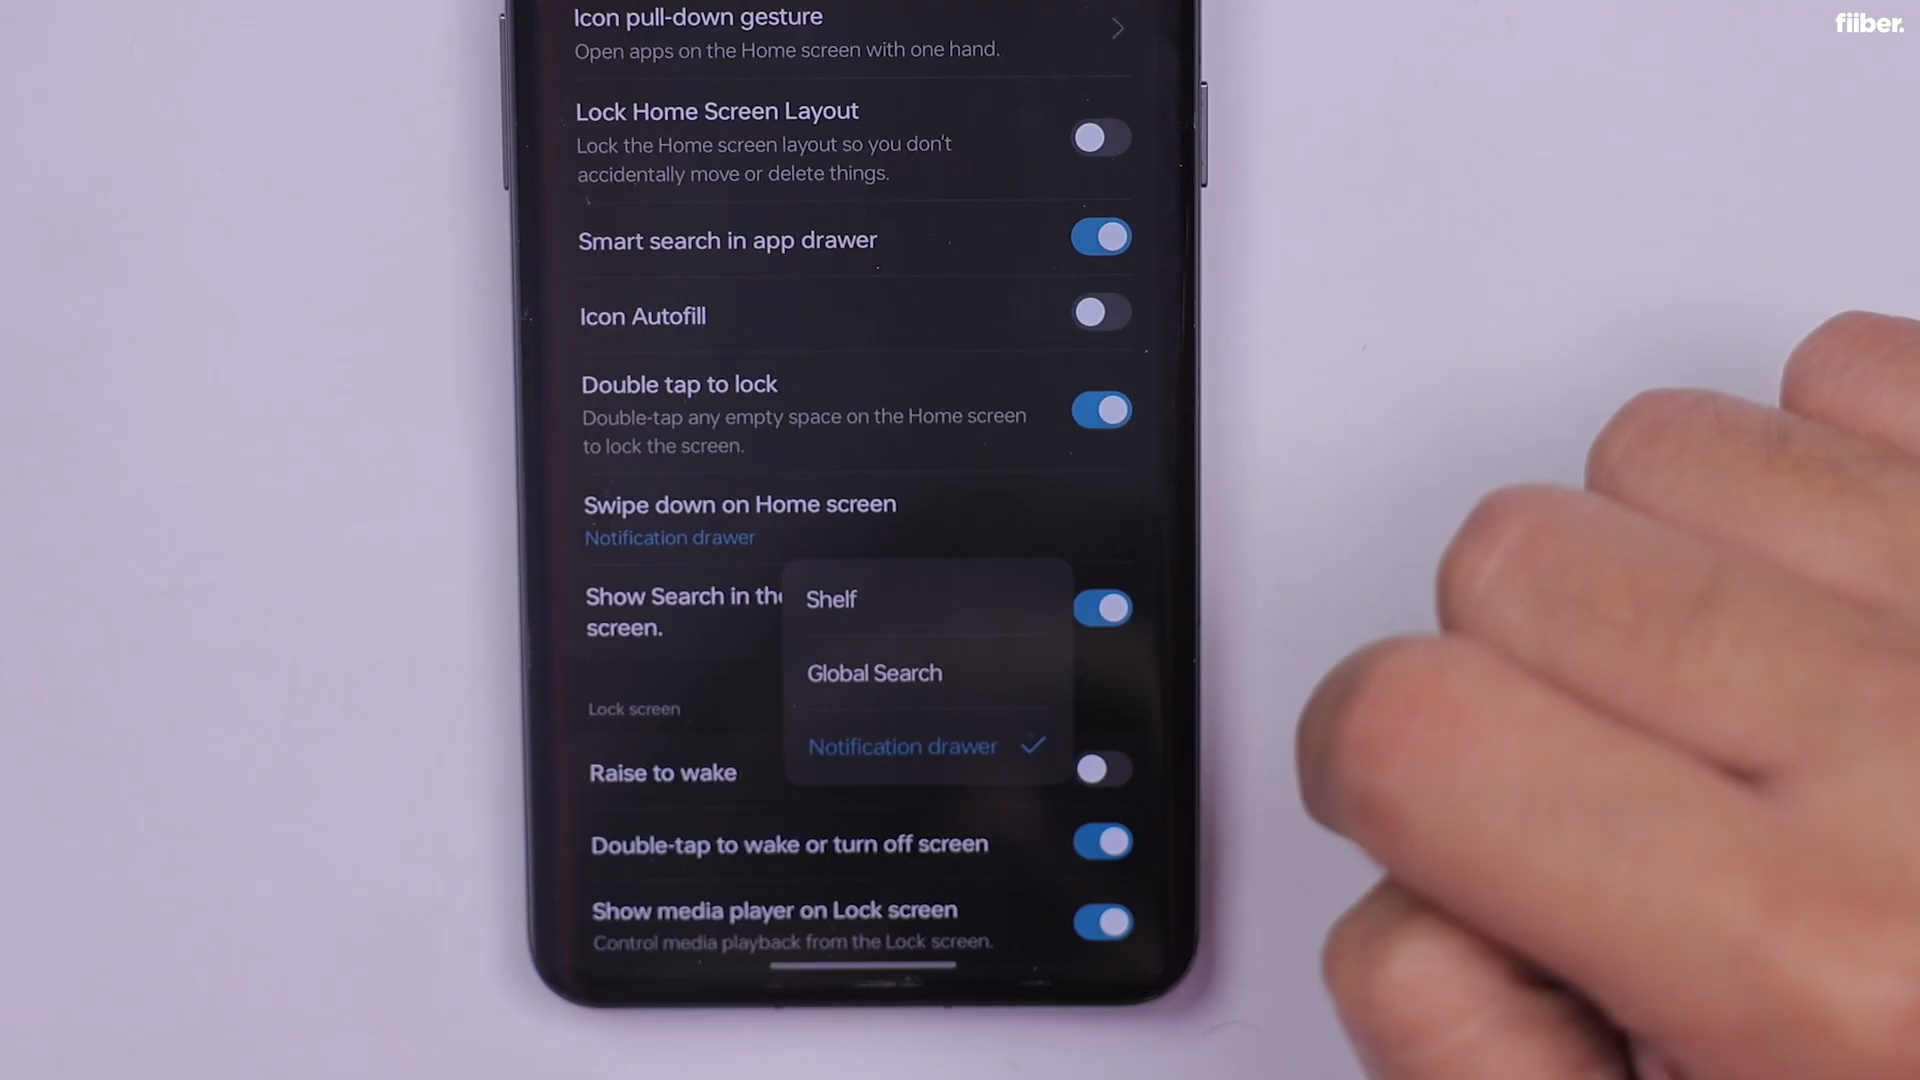 fiiber.
Icon pull-down gesture
Open apps on the Home screen with one hand.
Lock Home Screen Layout
Lock the Home screen layout so you don't
accidentally move or delete things.
Smart search in app drawer
Icon Autofill
Double tap to lock
Double-tap any empty space on the Home screen
to lock the screen.
Swipe down on Home screen
Notification drawer
Show Search in the
screen.
Shelf
Global Search
Notification drawer
Lock screen
Raise to wake
Double-tap to wake or turn off screen
Show media player on Lock screen
Control media playback from the Lock screen.